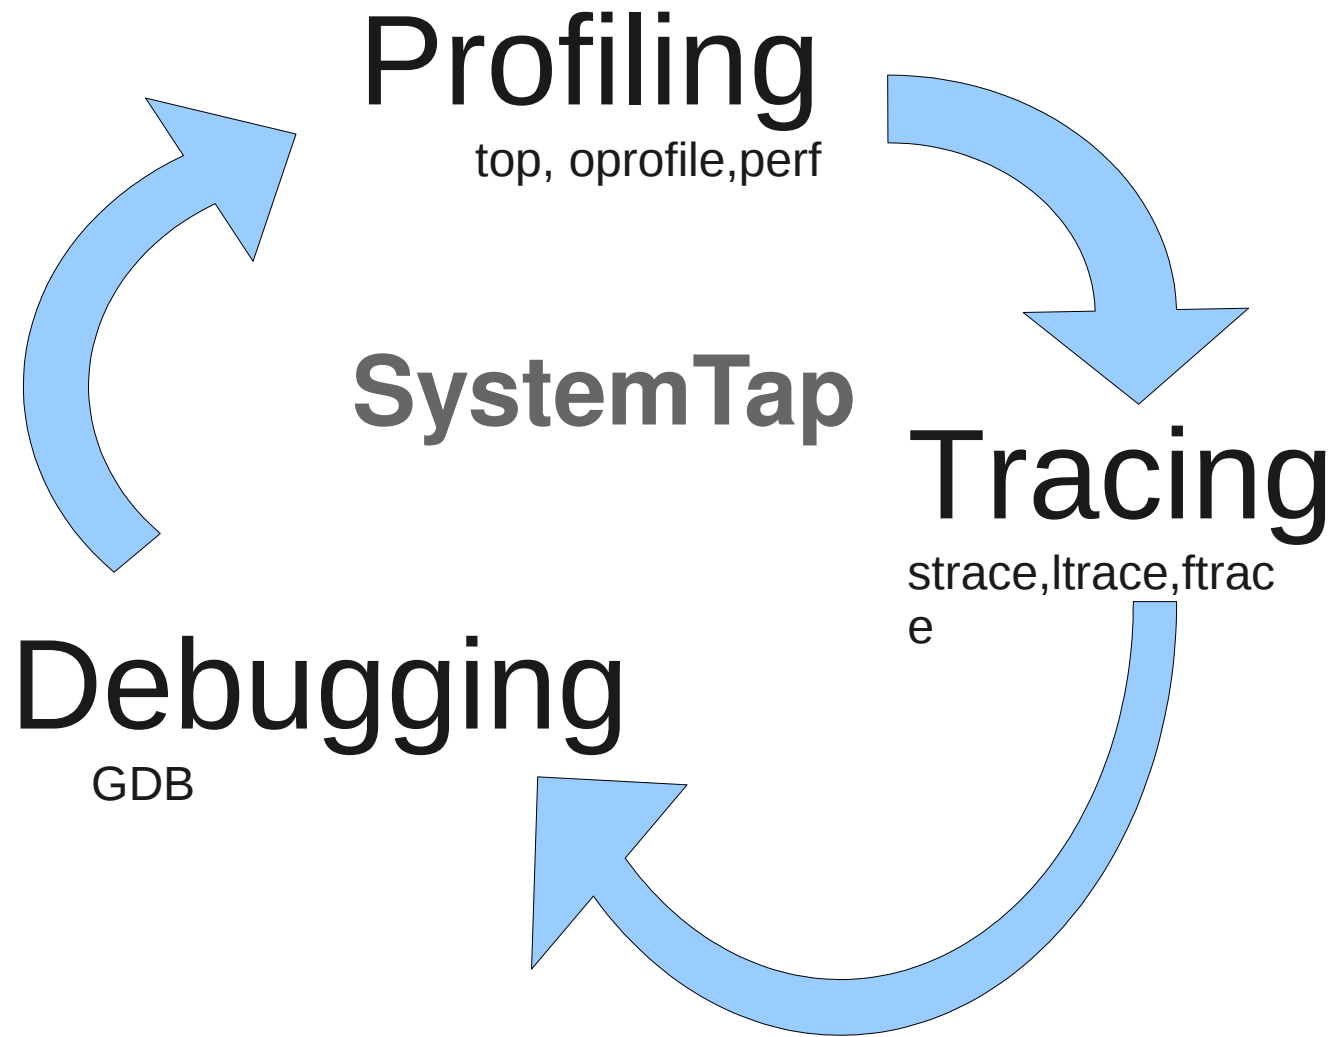 Profiling
top, oprofile,perf
SystemTap
Tracing
strace,ltrace,ftrac
e
Debugging
GDB